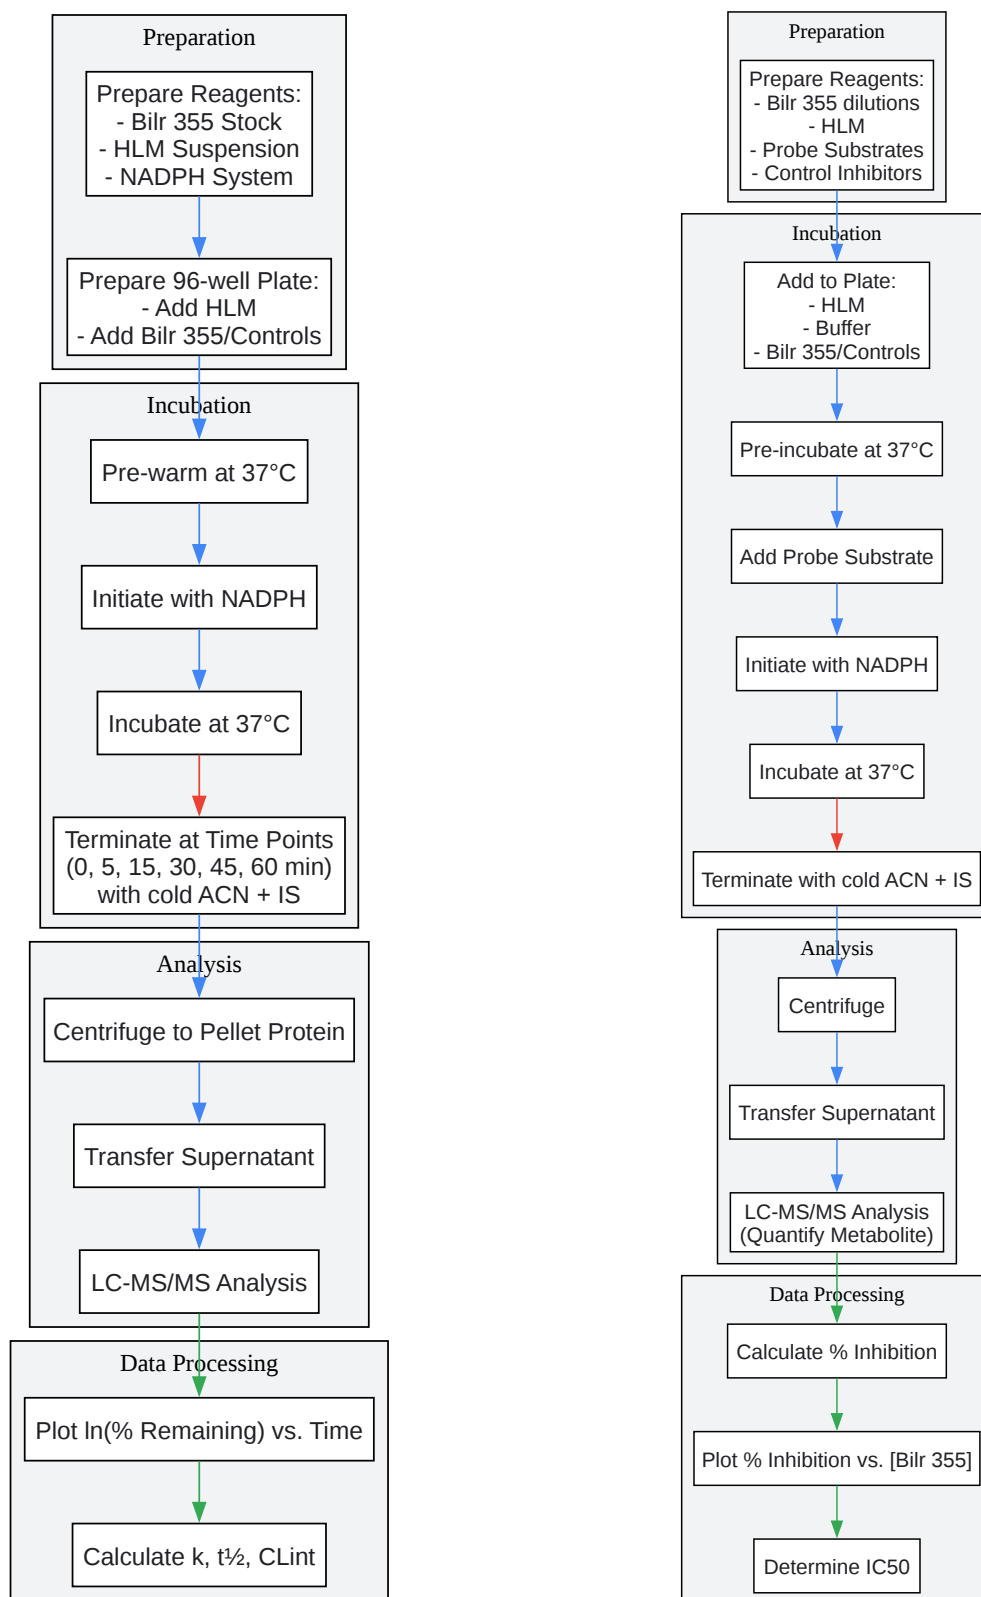 Preparation
Prepare Reagents:
- Bilr 355 Stock
- HLM Suspension
- NADPH System
Prepare 96-well Plate:
- Add HLM
- Add Bilr 355/Controls
Incubation
Pre-warm at 37°C
Initiate with NADPH
Incubate at 37°C
Terminate at Time Points
(0, 5, 15, 30, 45, 60 min)
with cold ACN + IS
Analysis
Centrifuge to Pellet Protein
Transfer Supernatant
LC-MS/MS Analysis
Data Processing
Plot ln(% Remaining) vs. Time
Calculate k, t½, CLint
Preparation
Prepare Reagents:
- Bilr 355 dilutions
- HLM
- Probe Substrates
- Control Inhibitors
Incubation
Add to Plate:
- HLM
- Buffer
- Bilr 355/Controls
Pre-incubate at 37°C
Add Probe Substrate
Initiate with NADPH
Incubate at 37°C
Terminate with cold ACN + IS
Analysis
Centrifuge
Transfer Supernatant
LC-MS/MS Analysis
(Quantify Metabolite)
Data Processing
Calculate % Inhibition
Plot % Inhibition vs. [Bilr 355]
Determine IC50